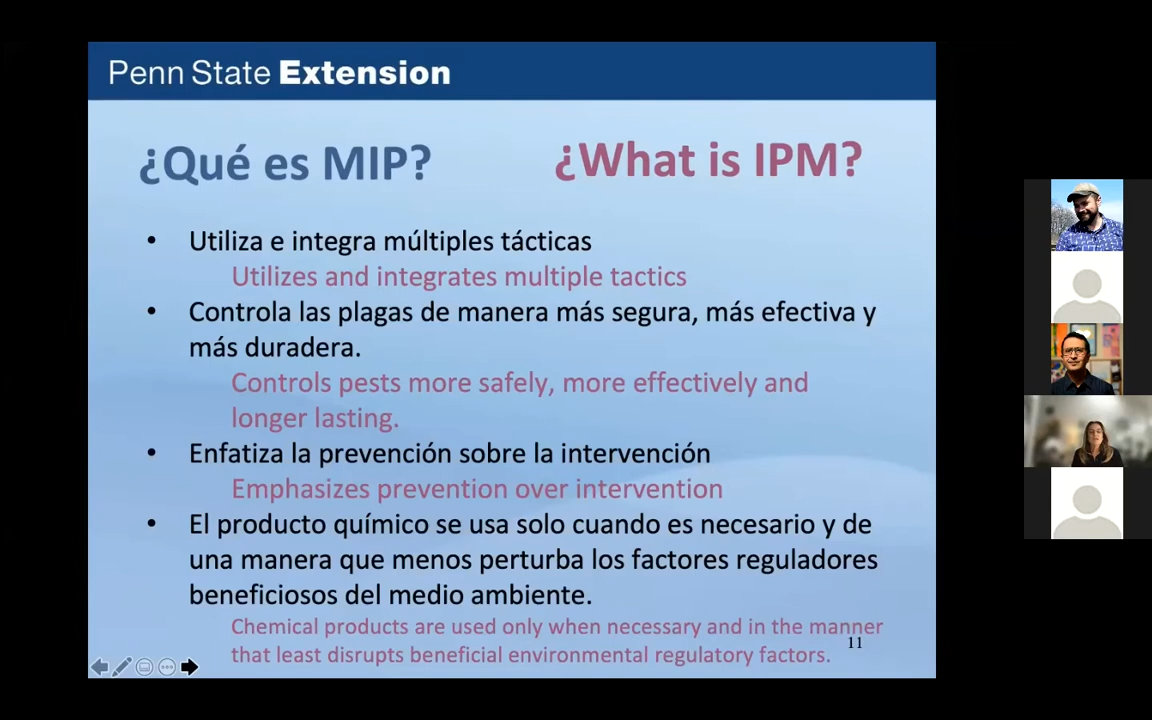 Penn State Extension
¿Qué es MIP?
¿What is IPM?
• Utiliza e integra múltiples tácticas
Utilizes and integrates multiple tactics
• Controla las plagas de manera más segura, más efectiva y
más duradera.
Controls pests more safely, more effectively and
longer lasting.
• Enfatiza la prevención sobre la intervención
Emphasizes prevention over intervention
• El producto químico se usa solo cuando es necesario y de
una manera que menos perturba los factores reguladores
beneficiosos del medio ambiente.
Chemical products are used only when necessary and in the manner
that least disrupts beneficial environmental regulatory factors.
11